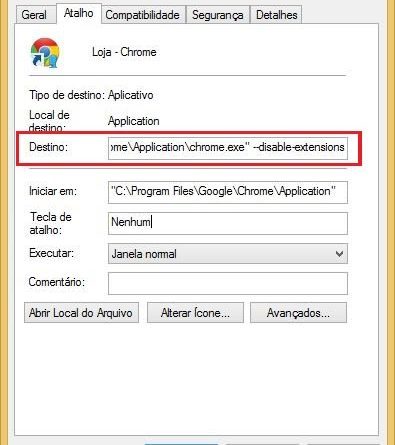 Geral Atalho Compatibilidade Segurança Detalhes
Loja - Chrome
Tipo de destino: Aplicativo
Local de destino: Application
Destino: ome\Application\chrome.exe" --disable-extensions
Iniciar em: "C:\Program Files\Google\Chrome\Application"
Tecla de atalho: Nenhum
Executar: Janela normal
Comentário:
Abrir Local do Arquivo Alterar Ícone... Avançados...